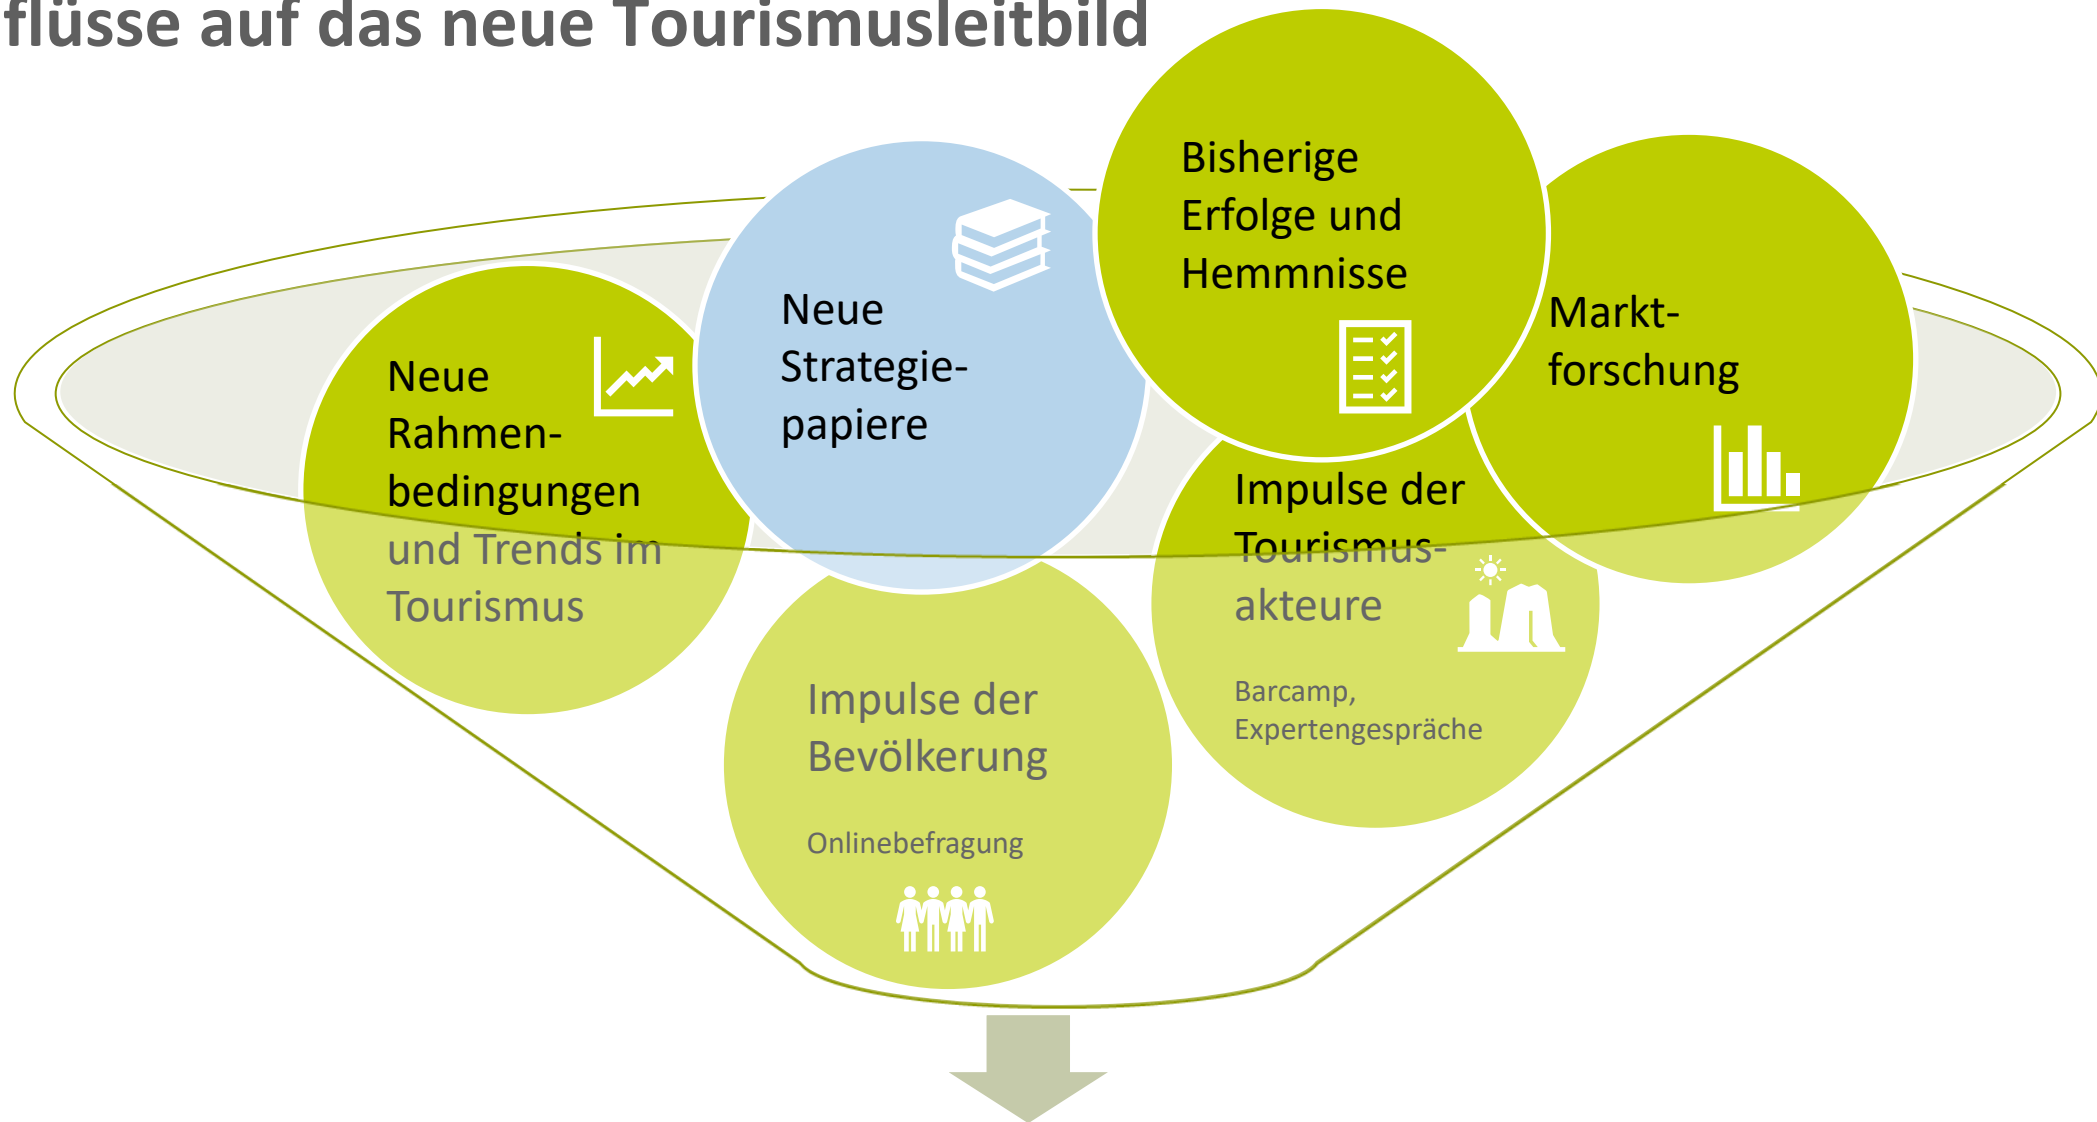 flüsse auf das neue Tourismusleitbild
Neue
Rahmen-
bedingungen
und Trends im
Tourismus
Neue
Strategie-
papiere
Bisherige
Erfolge und
Hemmnisse
Markt-
forschung
Impulse der
Tourismus-
akteure
Barcamp,
Expertengespräche
Impulse der
Bevölkerung
Onlinebefragung